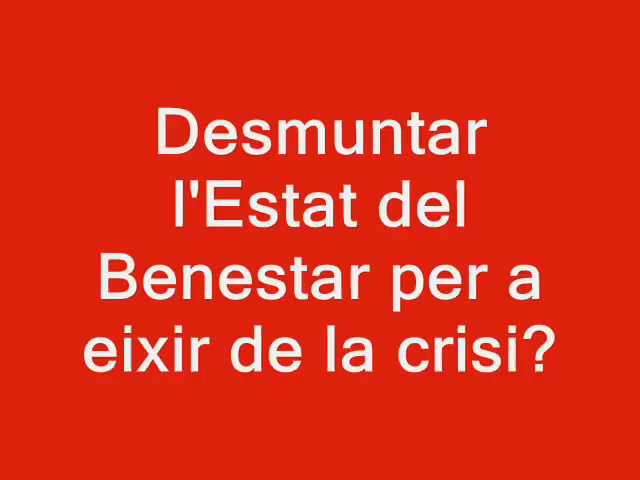 Desmuntar
l'Estat del
Benestar per a
eixir de la crisi?